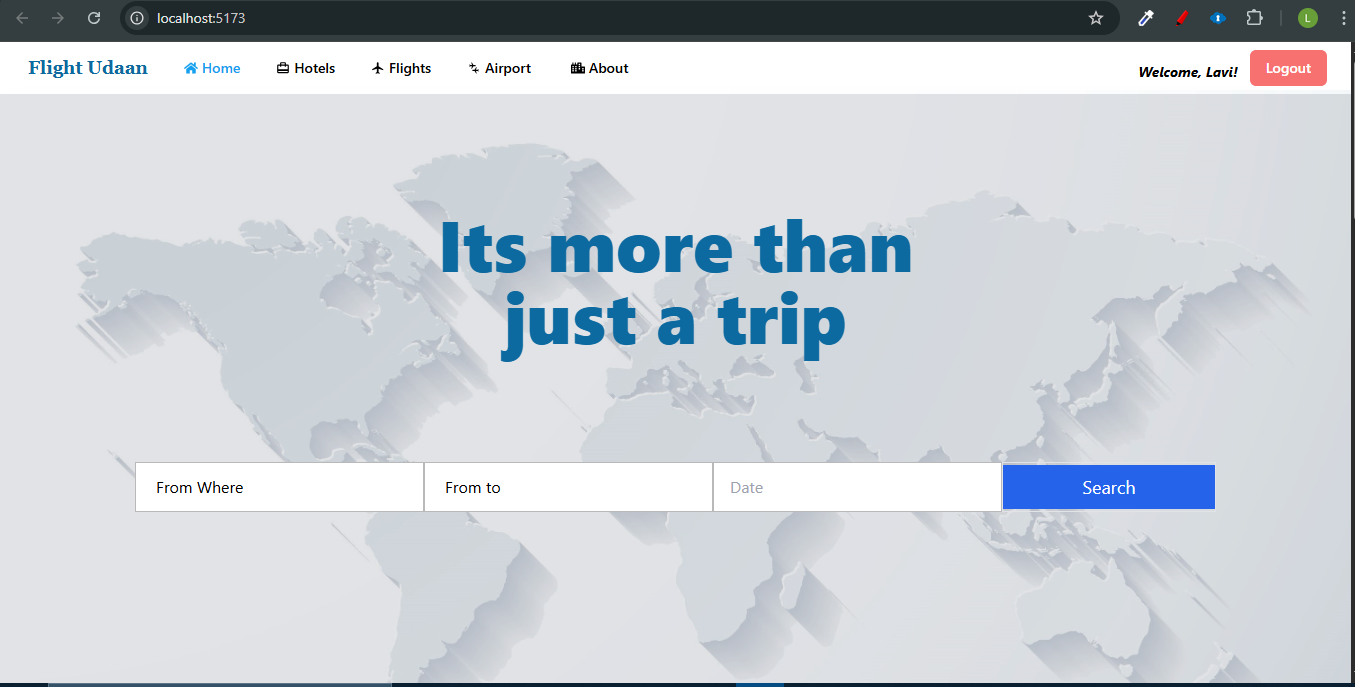 localhost:5173
L
Flight Udaan
Home
Hotels
Flights
Airport
About
Welcome, Lavi!
Logout
Its more than
just a trip
From Where
From to
Date
Search